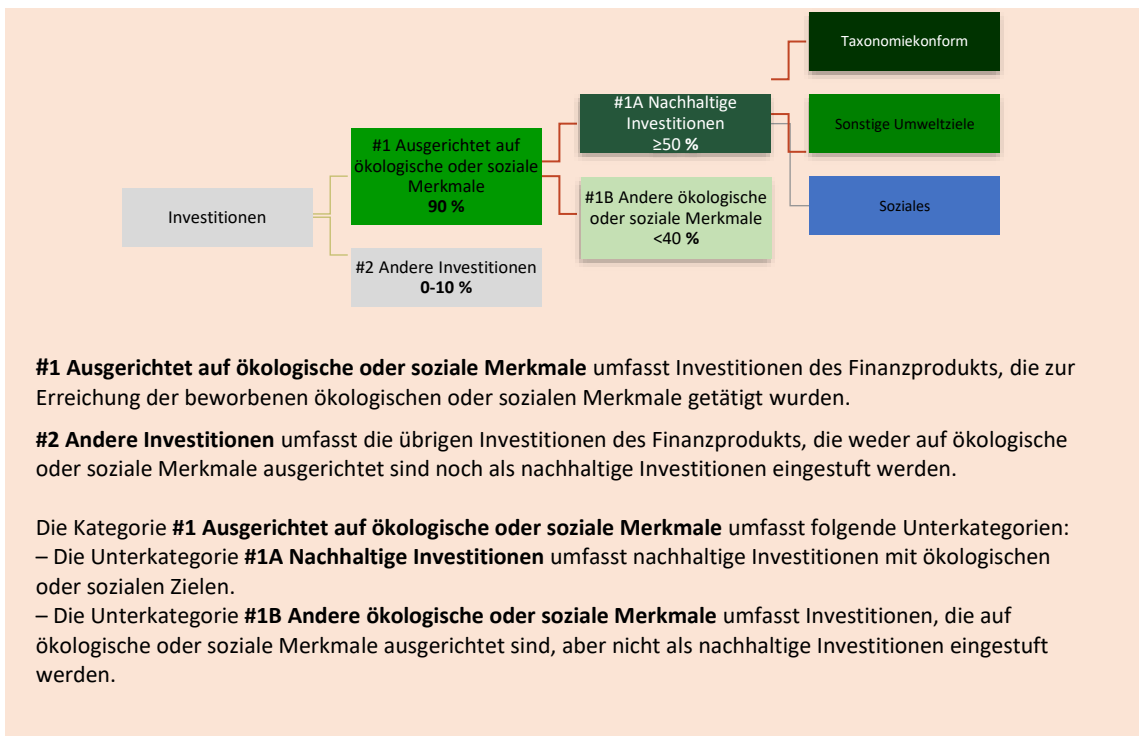 Taxonomiekonform
#1A Nachhaltige
Investitionen
≥50 %
Sonstige Umweltziele
#1 Ausgerichtet auf
ökologische oder soziale
Merkmale
90 %
#1B Andere ökologische
oder soziale Merkmale
<40 %
Soziales
Investitionen
#2 Andere Investitionen
0-10 %
#1 Ausgerichtet auf ökologische oder soziale Merkmale umfasst Investitionen des Finanzprodukts, die zur
Erreichung der beworbenen ökologischen oder sozialen Merkmale getätigt wurden.
#2 Andere Investitionen umfasst die übrigen Investitionen des Finanzprodukts, die weder auf ökologische
oder soziale Merkmale ausgerichtet sind noch als nachhaltige Investitionen eingestuft werden.
Die Kategorie #1 Ausgerichtet auf ökologische oder soziale Merkmale umfasst folgende Unterkategorien:
– Die Unterkategorie #1A Nachhaltige Investitionen umfasst nachhaltige Investitionen mit ökologischen
oder sozialen Zielen.
– Die Unterkategorie #1B Andere ökologische oder soziale Merkmale umfasst Investitionen, die auf
ökologische oder soziale Merkmale ausgerichtet sind, aber nicht als nachhaltige Investitionen eingestuft
werden.